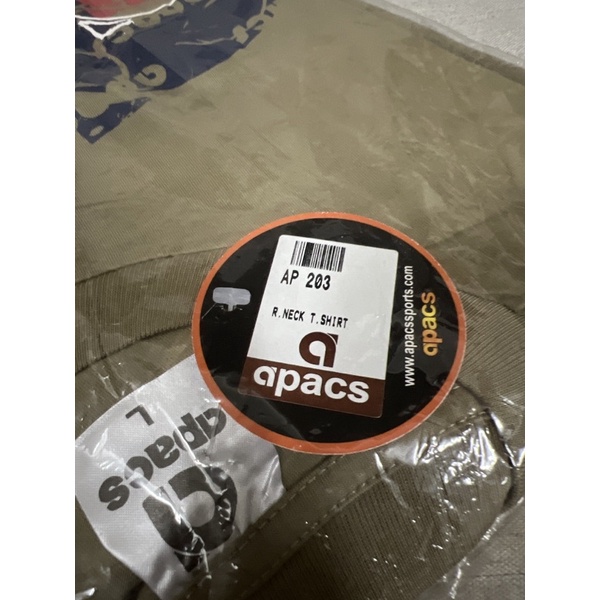 AP 203
R.NECK T.SHIRT
a
apacs
www.apacssports.com
apacs
L
apacs